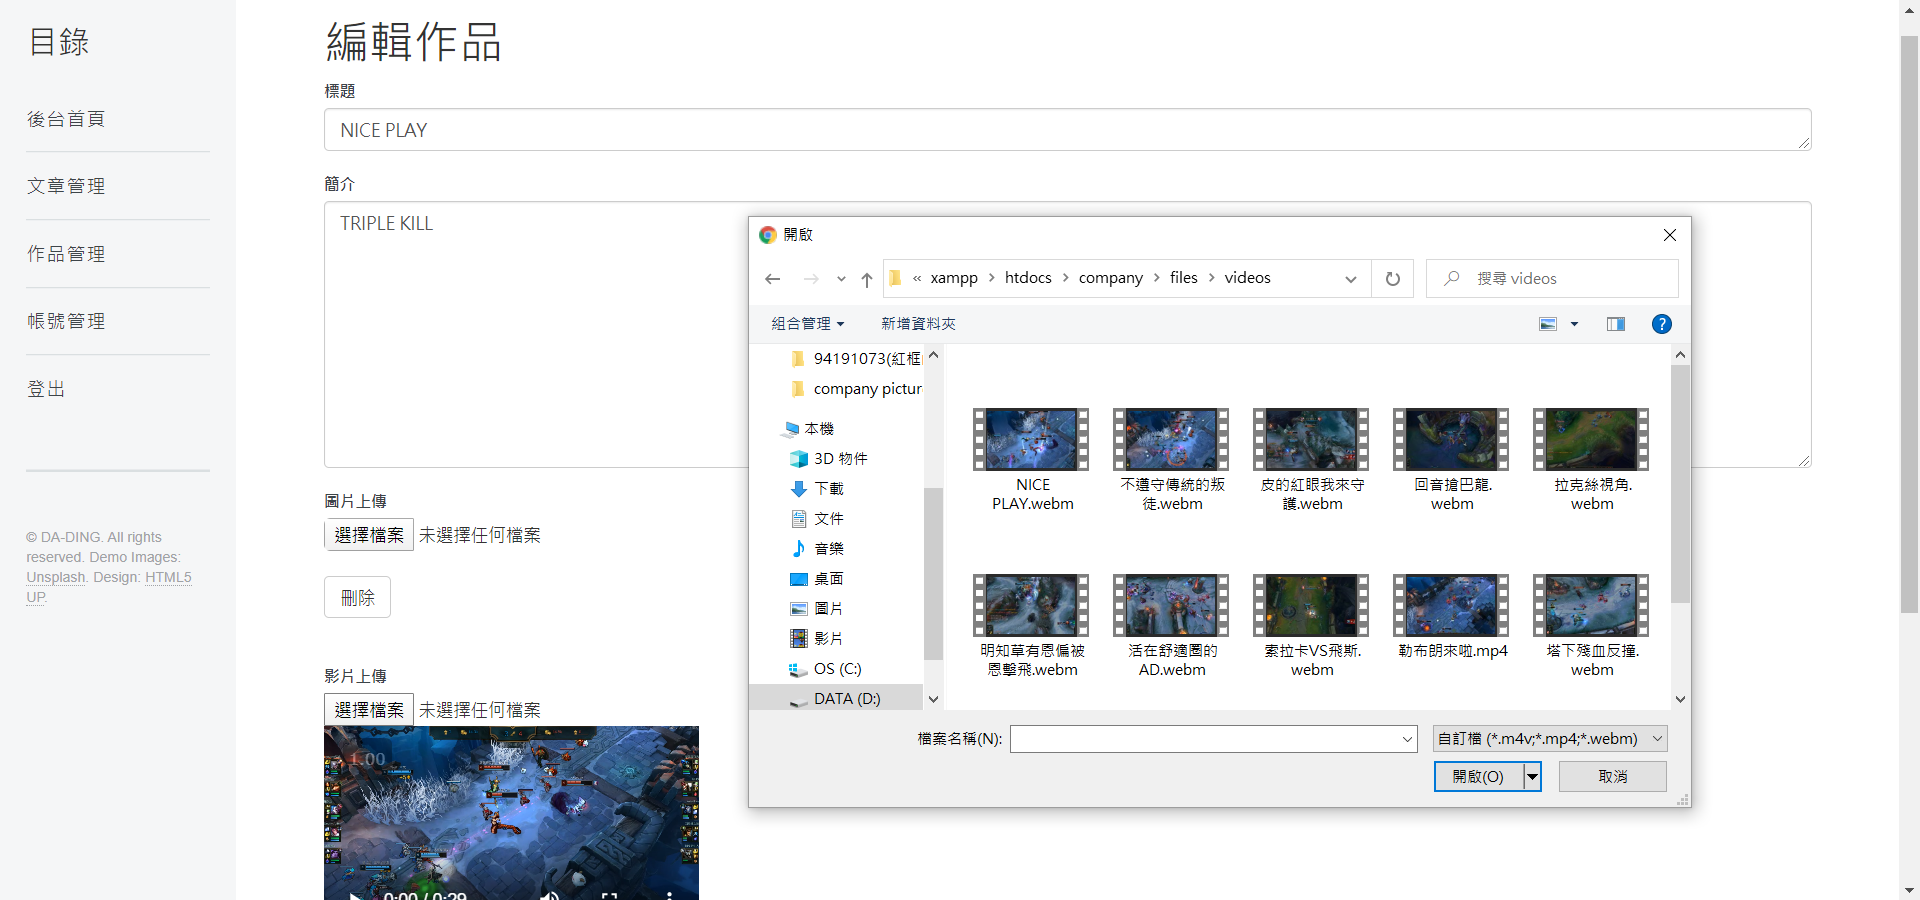 目錄
後台首頁
文章管理
作品管理
帳號管理
登出
© DA-DING. All rights
reserved. Demo Images:
Unsplash. Design: HTML5
UP.
編輯作品
標題
NICE PLAY
簡介
TRIPLE KILL
圖片上傳
選擇檔案 未選擇任何檔案
刪除
影片上傳
選擇檔案 未選擇任何檔案
1.00
0:00 / 0:29
開啟
« xampp › htdocs › company › files › videos
搜尋 videos
組合管理
新增資料夾
?
94191073(紅框
company pictur
本機
3D 物件
下載
文件
音樂
桌面
圖片
影片
OS (C:)
DATA (D:)
NICE
PLAY.webm
不遵守傳統的叛
徒.webm
皮的紅眼我來守
護.webm
回音搶巴龍.
webm
拉克絲視角.
webm
明知草有恩偏被
恩擊飛.webm
活在舒適圈的
AD.webm
索拉卡VS飛斯.
webm
勒布朗來啦.mp4
塔下殘血反撞.
webm
檔案名稱(N):
自訂檔 (*.m4v;*.mp4;*.webm)
開啟(O)
取消